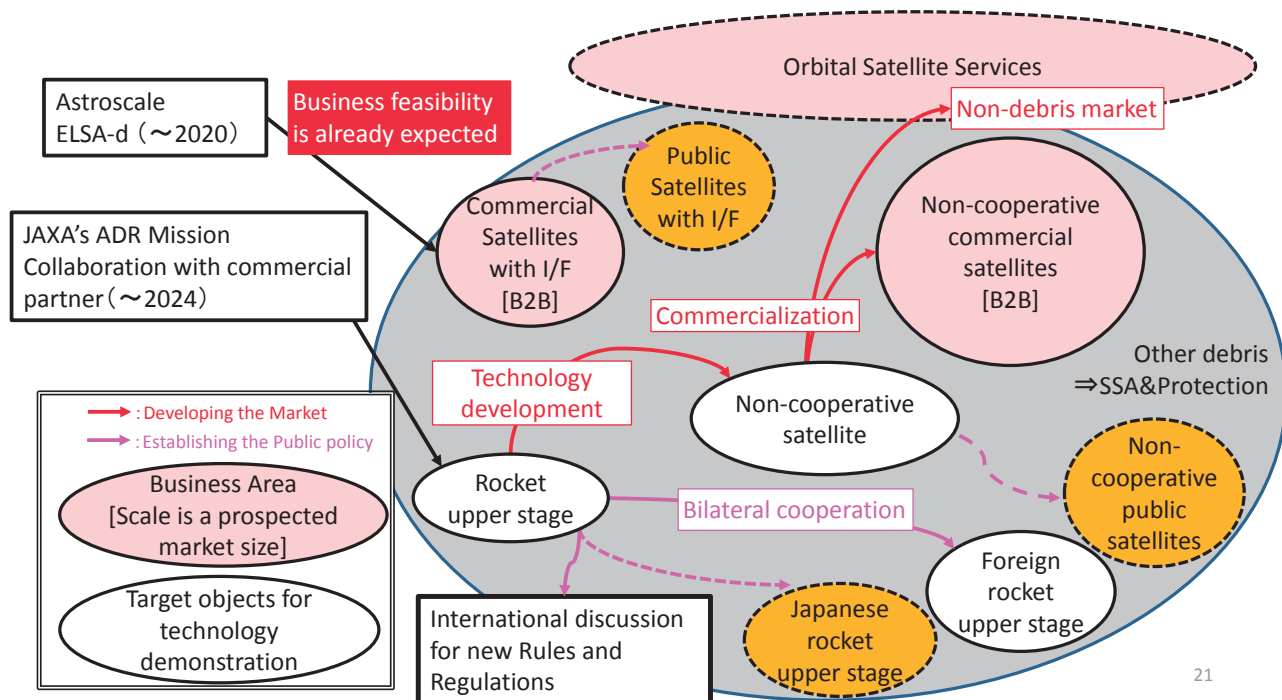 Orbital Satellite Services
Astroscale
ELSA-d（～2020）
Business feasibility
is already expected
Non-debris market
Public
Satellites
with I/F
Commercial
Satellites
with I/F
[B2B]
Non-cooperative
commercial
satellites
[B2B]
JAXA's ADR Mission
Collaboration with commercial
partner（～2024）
Commercialization
Other debris
⇒SSA&Protection
Technology
development
Non-cooperative
satellite
: Developing the Market
: Establishing the Public policy
Business Area
[Scale is a prospected
market size]
Target objects for
technology
demonstration
Rocket
upper stage
Bilateral cooperation
Non-
cooperative
public
satellites
Foreign
rocket
upper stage
International discussion
for new Rules and
Regulations
Japanese
rocket
upper stage
21